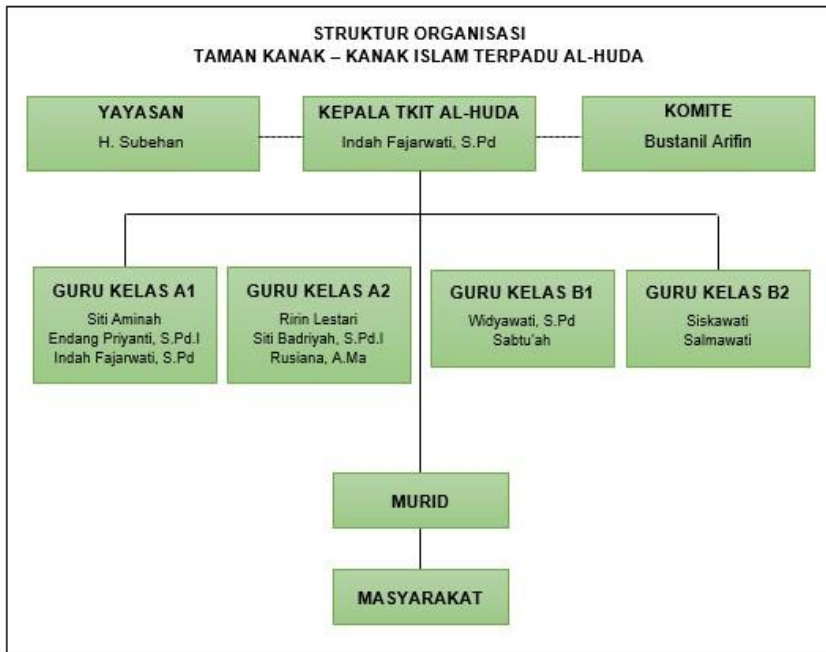 STRUKTUR ORGANISASI
TAMAN KANAK – KANAK ISLAM TERPADU AL-HUDA
YAYASAN
H. Subehan
KEPALA TKIT AL-HUDA
Indah Fajarwati, S.Pd
KOMITE
Bustanil Arifin
GURU KELAS A1
Siti Aminah
Endang Priyanti, S.Pd.I
Indah Fajarwati, S.Pd
GURU KELAS A2
Ririn Lestari
Siti Badriyah, S.Pd.I
Rusiana, A.Ma
GURU KELAS B1
Widyawati, S.Pd
Sabtu'ah
GURU KELAS B2
Siskawati
Salmawati
MURID
MASYARAKAT